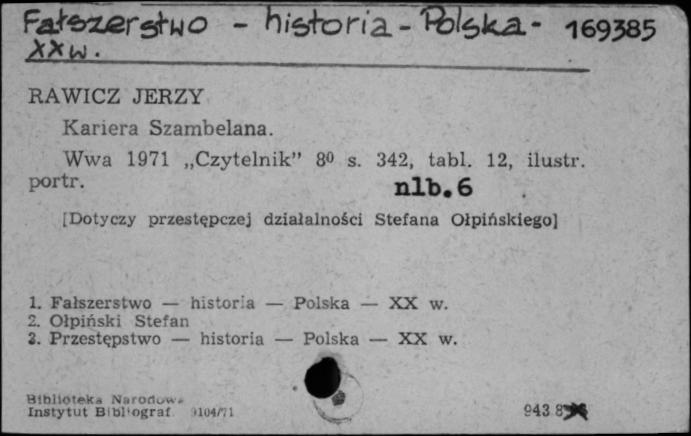 Fałszerstwo - historia - Polska - 169385
XX w.
RAWICZ JERZY
Kariera Szambelana.
Wwa 1971 „Czytelnik” 8⁰ s. 342, tabl. 12, ilustr.
portr. nlb.6
[Dotyczy przestępczej działalności Stefana Ołpińskiego]
1. Fałszerstwo — historia — Polska — XX w.
2. Ołpiński Stefan
3. Przestępstwo — historia — Polska — XX w.
Biblioteka Narodowa
Instytut Bibliograf. 9104/71 943.8